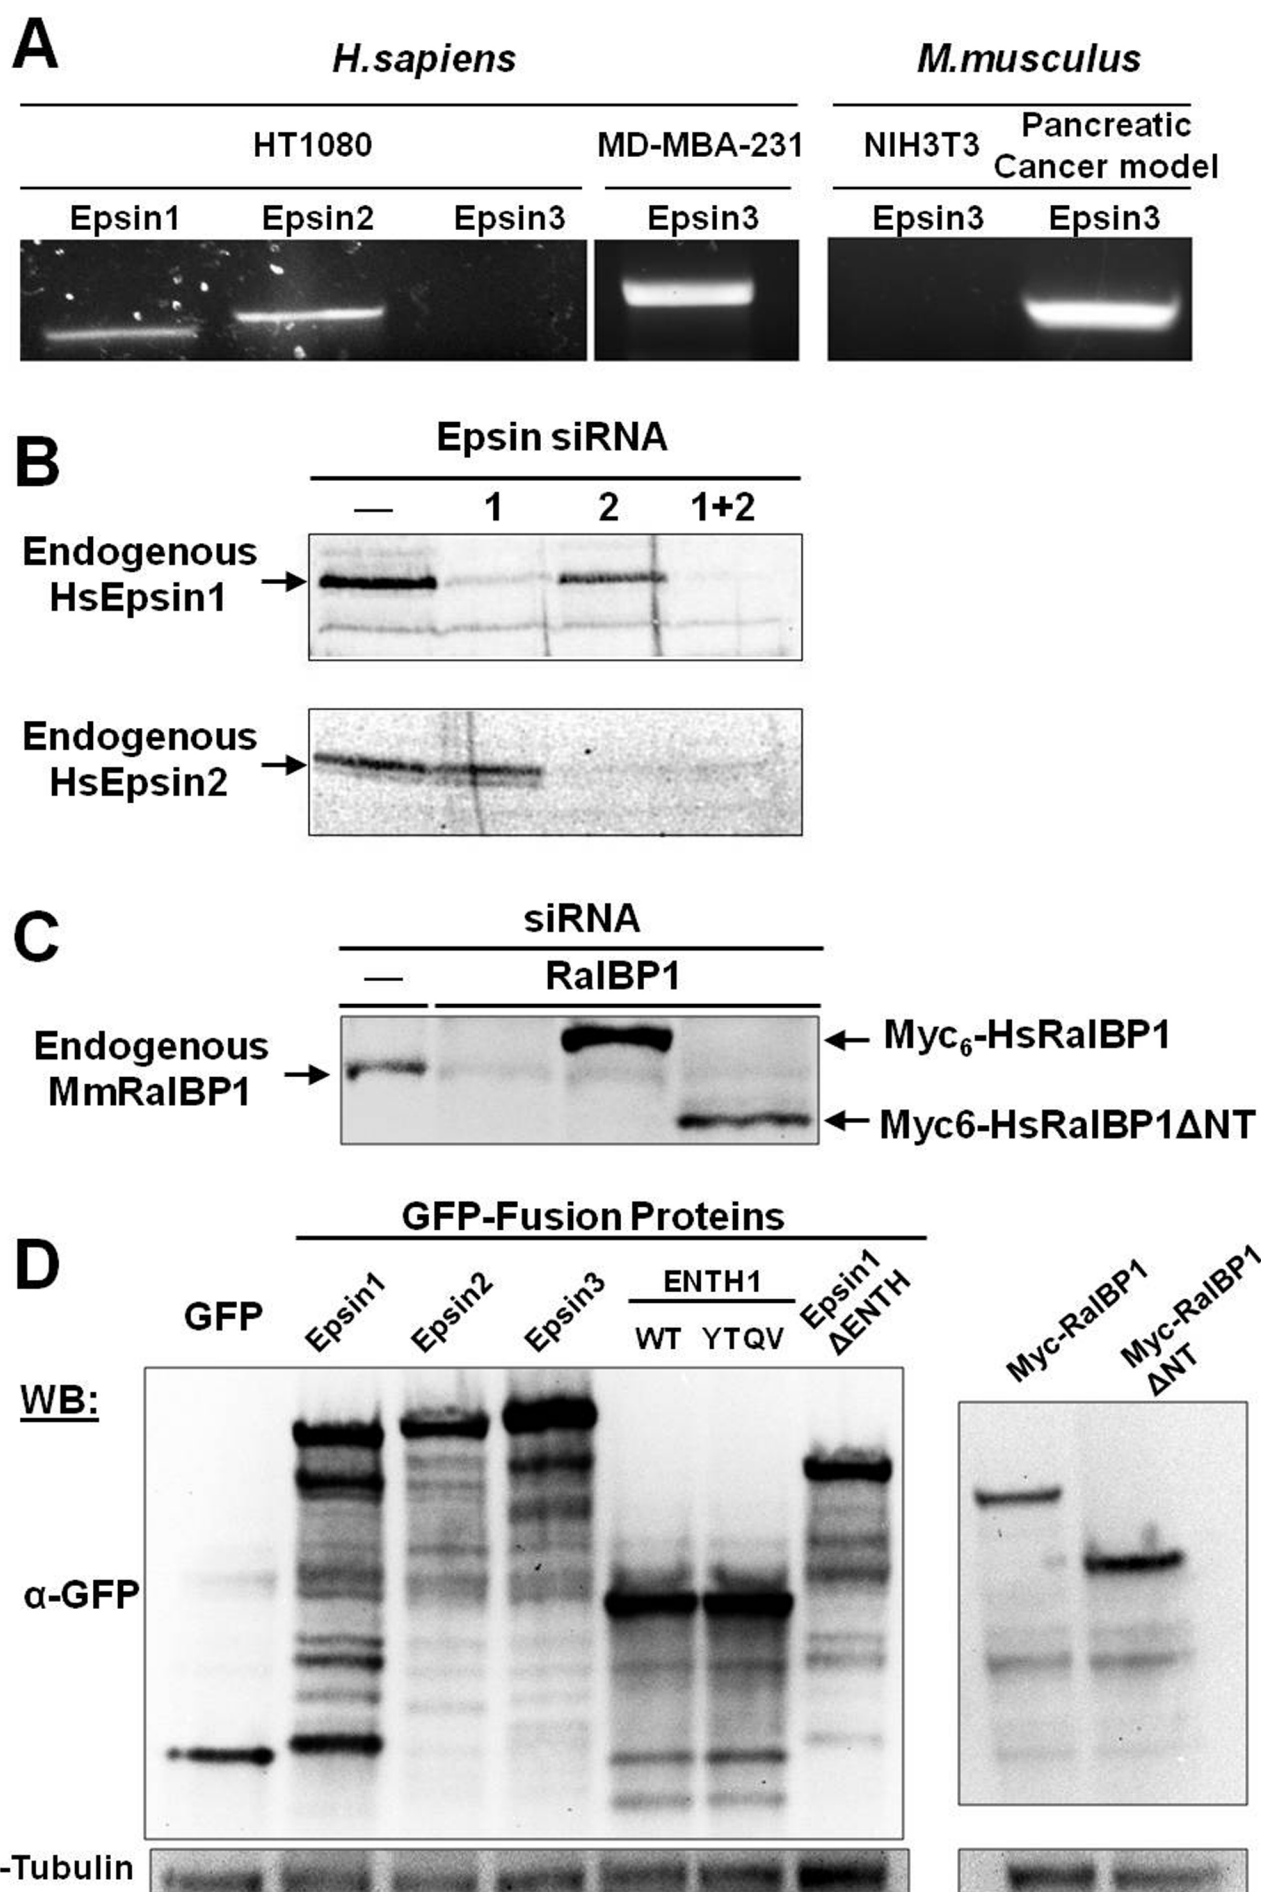 A
H.sapiens
M.musculus
HT1080
MD-MBA-231
NIH3T3
Pancreatic
Cancer model
Epsin1
Epsin2
Epsin3
Epsin3
Epsin3
Epsin3
B
Epsin siRNA
—
1
2
1+2
Endogenous
HsEpsin1
Endogenous
HsEpsin2
C
siRNA
—
RalBP1
Endogenous
MmRalBP1
Myc6-HsRalBP1
Myc6-HsRalBP1ΔNT
D
GFP-Fusion Proteins
GFP
Epsin1
Epsin2
Epsin3
ENTH1
WT
YTQV
Epsin1
ΔENTH
Myc-RalBP1
Myc-RalBP1
ΔNT
WB:
α-GFP
-Tubulin